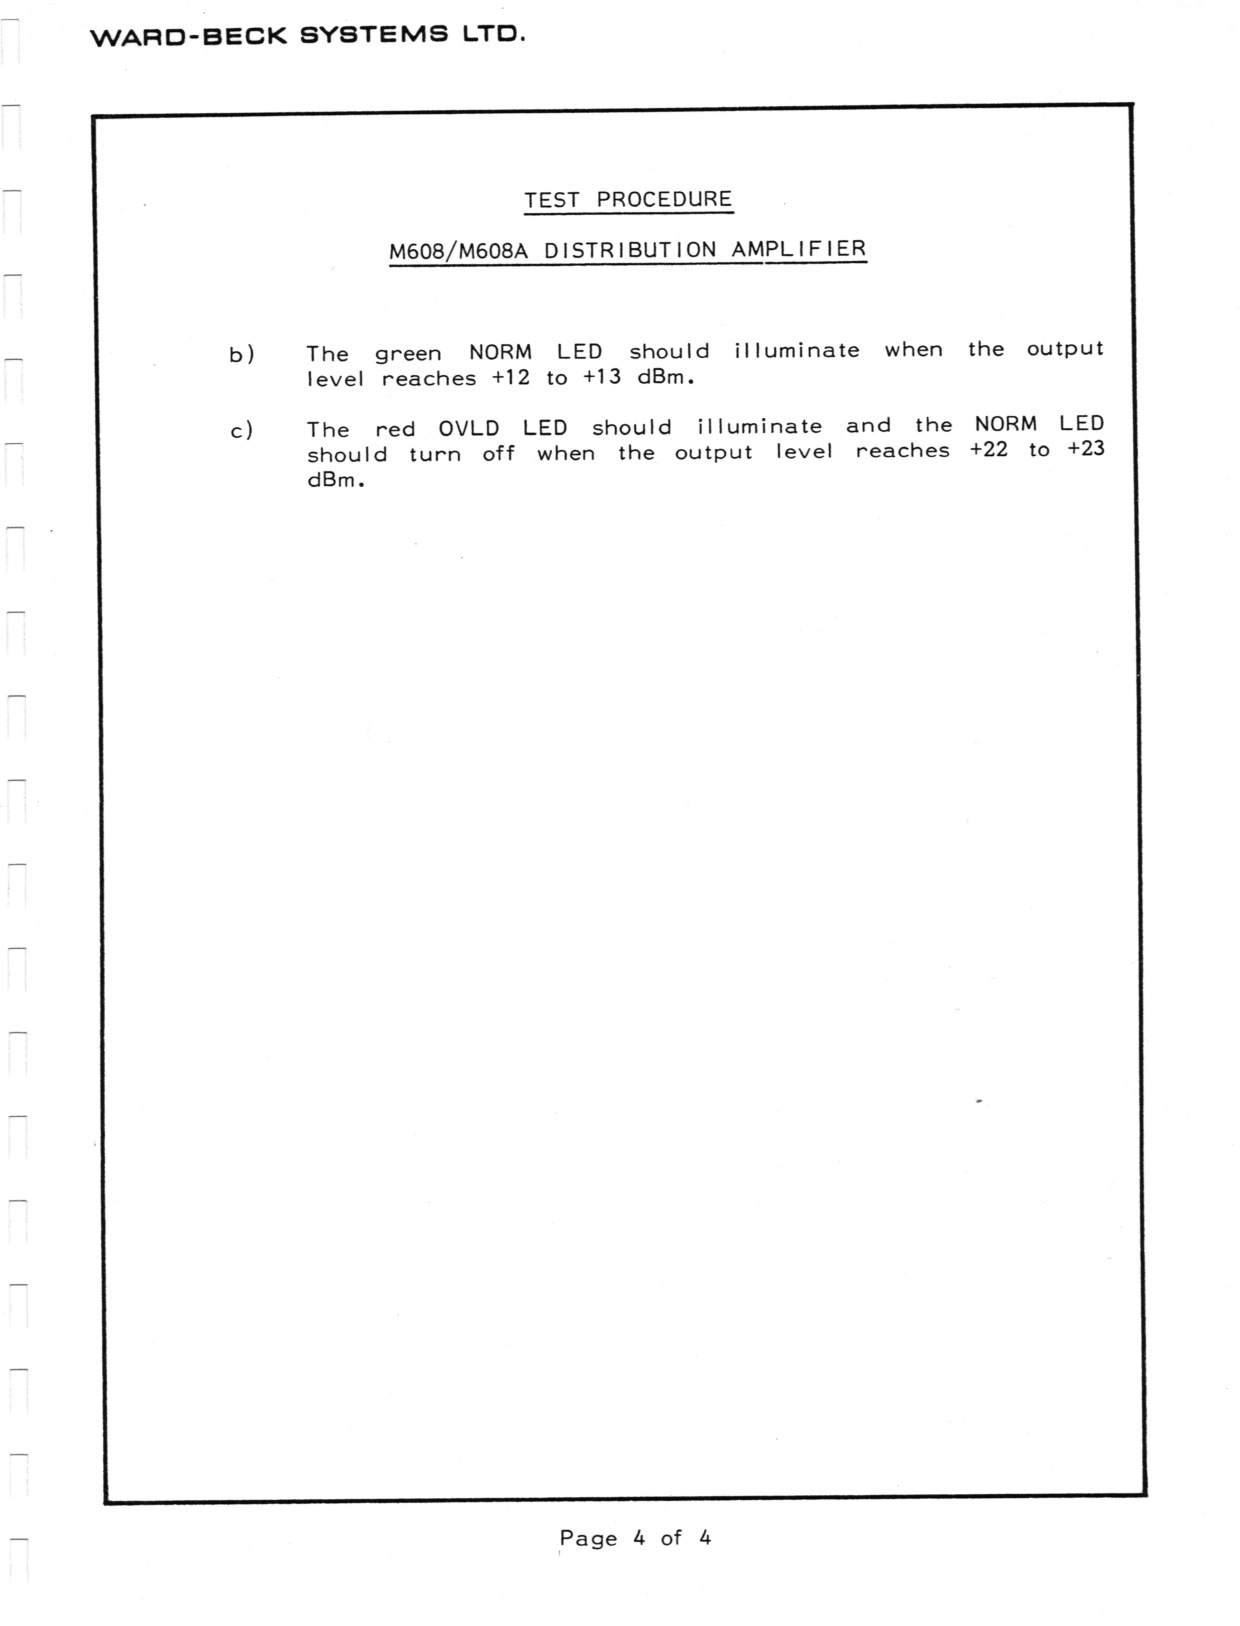 WARD-BECK SYSTEMS LTD.
TEST PROCEDURE
M608/M608A DISTRIBUTION AMPLIFIER
b) The green NORM LED should illuminate when the output
level reaches +12 to +13 dBm.
c) The red OVLD LED should illuminate and the NORM LED
should turn off when the output level reaches +22 to +23
dBm.
Page 4 of 4